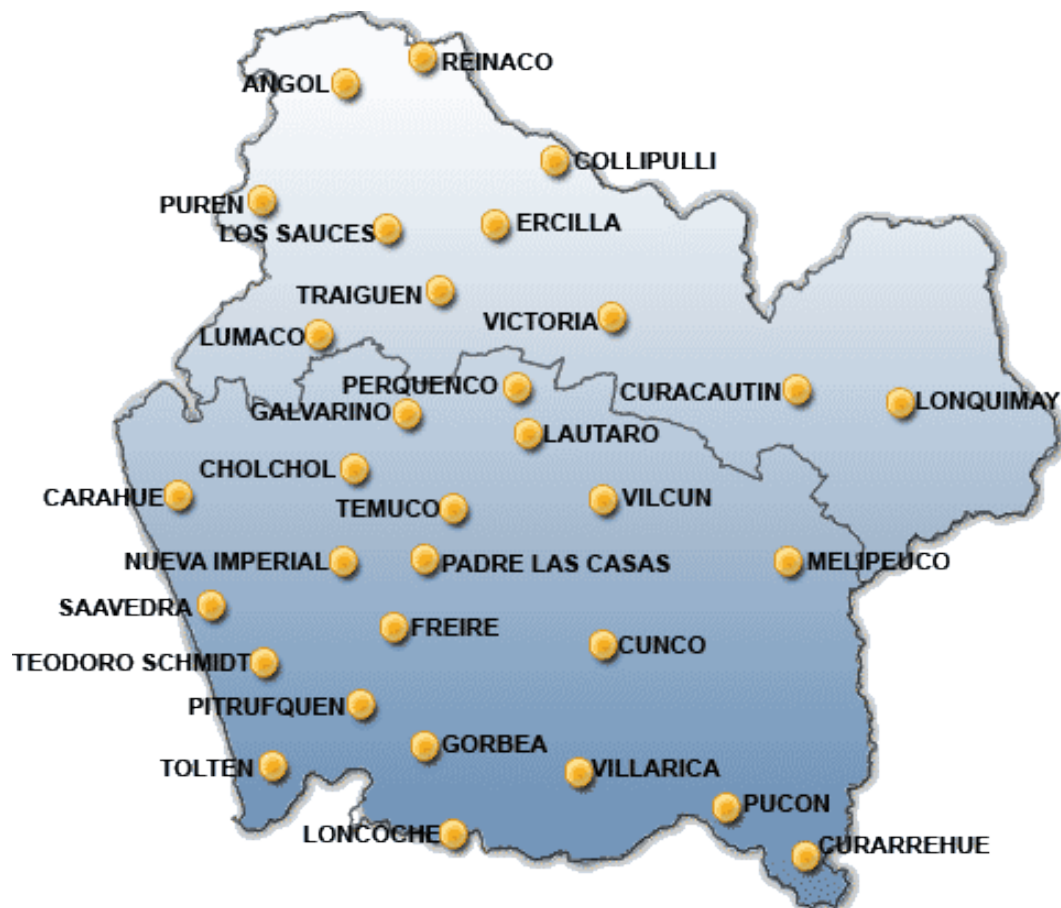 REINACO
ANGOL
COLLIPULLI
PUREN
LOS SAUCES
ERCILLA
TRAIGUEN
VICTORIA
LUMACO
PERQUENCO
CURACAUTIN
LONQUIMAY
GALVARINO
LAUTARO
CHOLCHOL
CARAHUE
TEMUCO
VILCUN
NUEVA IMPERIAL
PADRE LAS CASAS
MELIPEUCO
SAAVEDRA
FREIRE
CUNCO
TEODORO SCHMIDT
PITRUFQUEN
GORBEA
TOLTEN
VILLARICA
PUCON
LONCOCHE
CURARREHUE